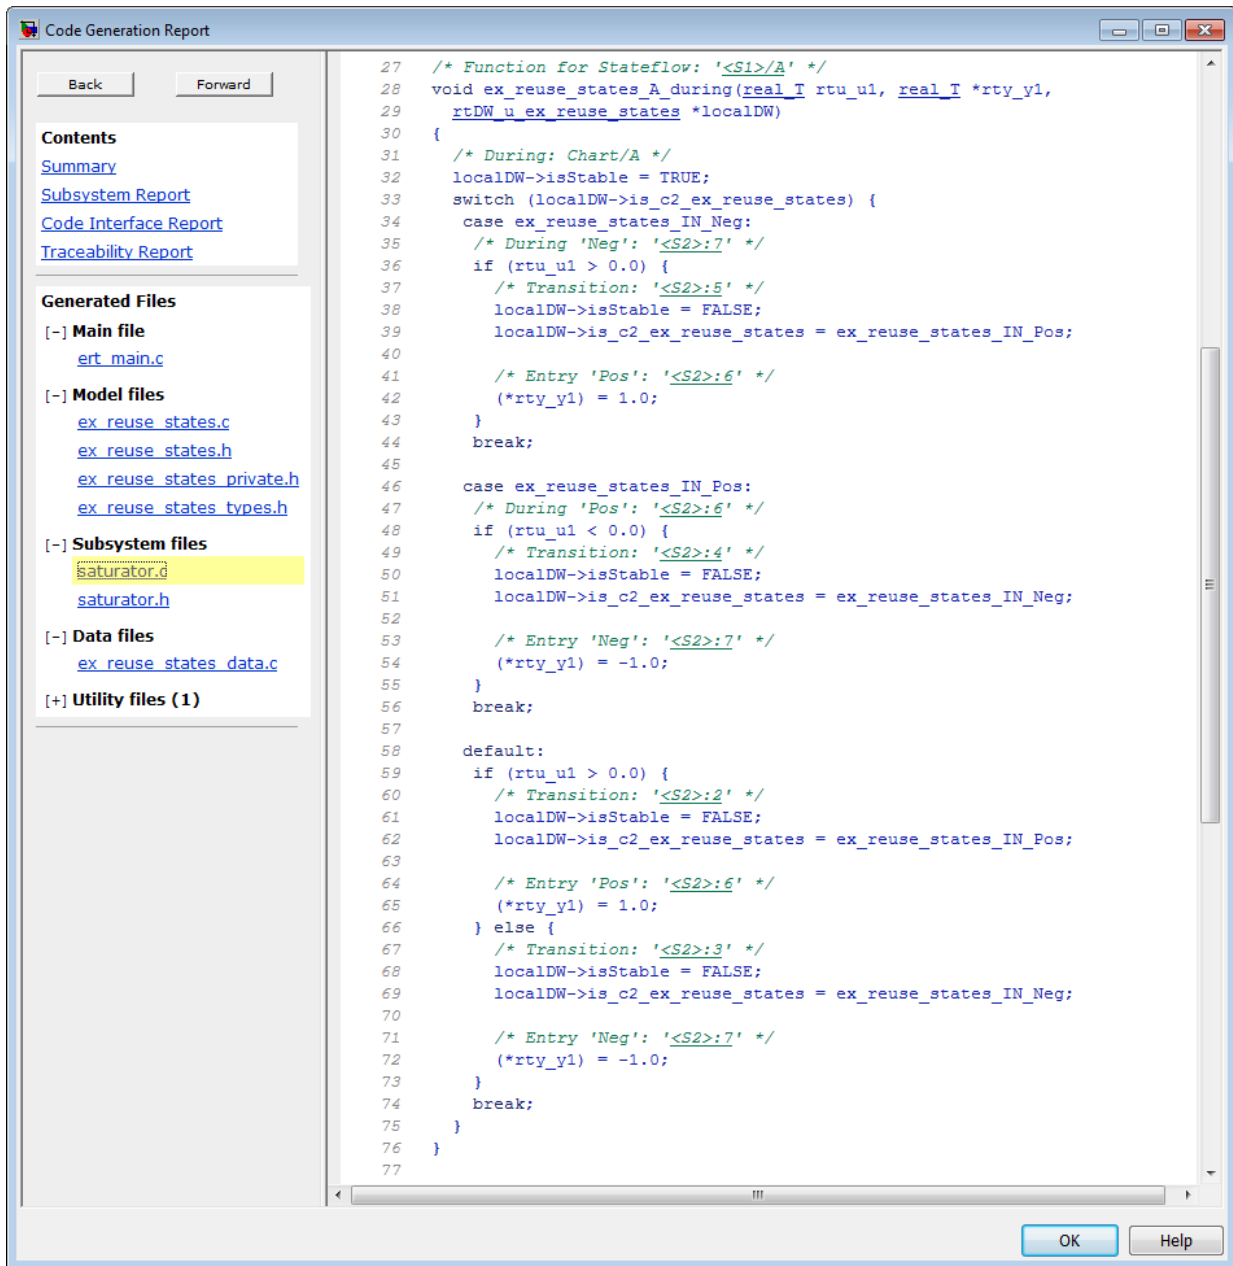 Code Generation Report
Back Forward
Contents
Summary
Subsystem Report
Code Interface Report
Traceability Report
Generated Files
[-] Main file
ert_main.c
[-] Model files
ex_reuse_states.c
ex_reuse_states.h
ex_reuse_states_private.h
ex_reuse_states_types.h
[-] Subsystem files
saturator.c
saturator.h
[-] Data files
ex_reuse_states_data.c
[+] Utility files (1)
27 /* Function for Stateflow: '<S1>/A' */
28 void ex_reuse_states_A_during(real_T rtu_u1, real_T *rty_y1,
29 rtDW_u_ex_reuse_states *localDW)
30 {
31 /* During: Chart/A */
32 localDW->isStable = TRUE;
33 switch (localDW->is_c2_ex_reuse_states) {
34 case ex_reuse_states_IN_Neg:
35 /* During 'Neg': '<S2>:7' */
36 if (rtu_u1 > 0.0) {
37 /* Transition: '<S2>:5' */
38 localDW->isStable = FALSE;
39 localDW->is_c2_ex_reuse_states = ex_reuse_states_IN_Pos;
40
41 /* Entry 'Pos': '<S2>:6' */
42 (*rty_y1) = 1.0;
43 }
44 break;
45
46 case ex_reuse_states_IN_Pos:
47 /* During 'Pos': '<S2>:6' */
48 if (rtu_u1 < 0.0) {
49 /* Transition: '<S2>:4' */
50 localDW->isStable = FALSE;
51 localDW->is_c2_ex_reuse_states = ex_reuse_states_IN_Neg;
52
53 /* Entry 'Neg': '<S2>:7' */
54 (*rty_y1) = -1.0;
55 }
56 break;
57
58 default:
59 if (rtu_u1 > 0.0) {
60 /* Transition: '<S2>:2' */
61 localDW->isStable = FALSE;
62 localDW->is_c2_ex_reuse_states = ex_reuse_states_IN_Pos;
63
64 /* Entry 'Pos': '<S2>:6' */
65 (*rty_y1) = 1.0;
66 } else {
67 /* Transition: '<S2>:3' */
68 localDW->isStable = FALSE;
69 localDW->is_c2_ex_reuse_states = ex_reuse_states_IN_Neg;
70
71 /* Entry 'Neg': '<S2>:7' */
72 (*rty_y1) = -1.0;
73 }
74 break;
75 }
76 }
77
OK Help